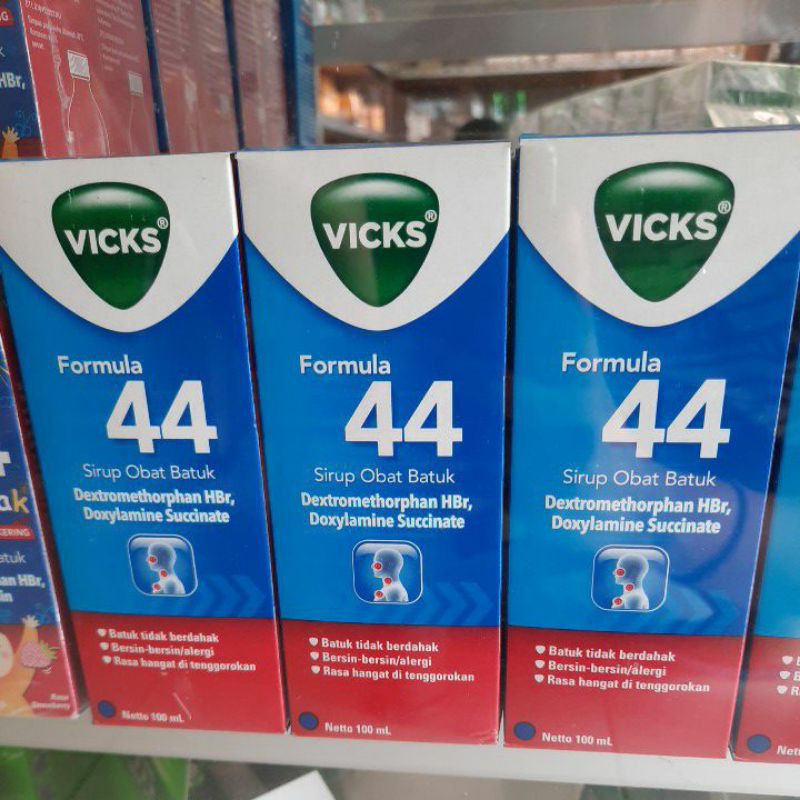 HBr,
VICKS®
Formula
44
Sirup Obat Batuk
Dextromethorphan HBr,
Doxylamine Succinate
Batuk tidak berdahak
Bersin-bersin/alergi
Rasa hangat di tenggorokan
Netto 100 mL
VICKS®
Formula
44
Sirup Obat Batuk
Dextromethorphan HBr,
Doxylamine Succinate
Batuk tidak berdahak
Bersin-bersin/alergi
Rasa hangat di tenggorokan
Netto 100 mL
VICKS®
Formula
44
Sirup Obat Batuk
Dextromethorphan HBr,
Doxylamine Succinate
Batuk tidak berdahak
Bersin-bersin/alergi
Rasa hangat di tenggorokan
Netto 100 mL